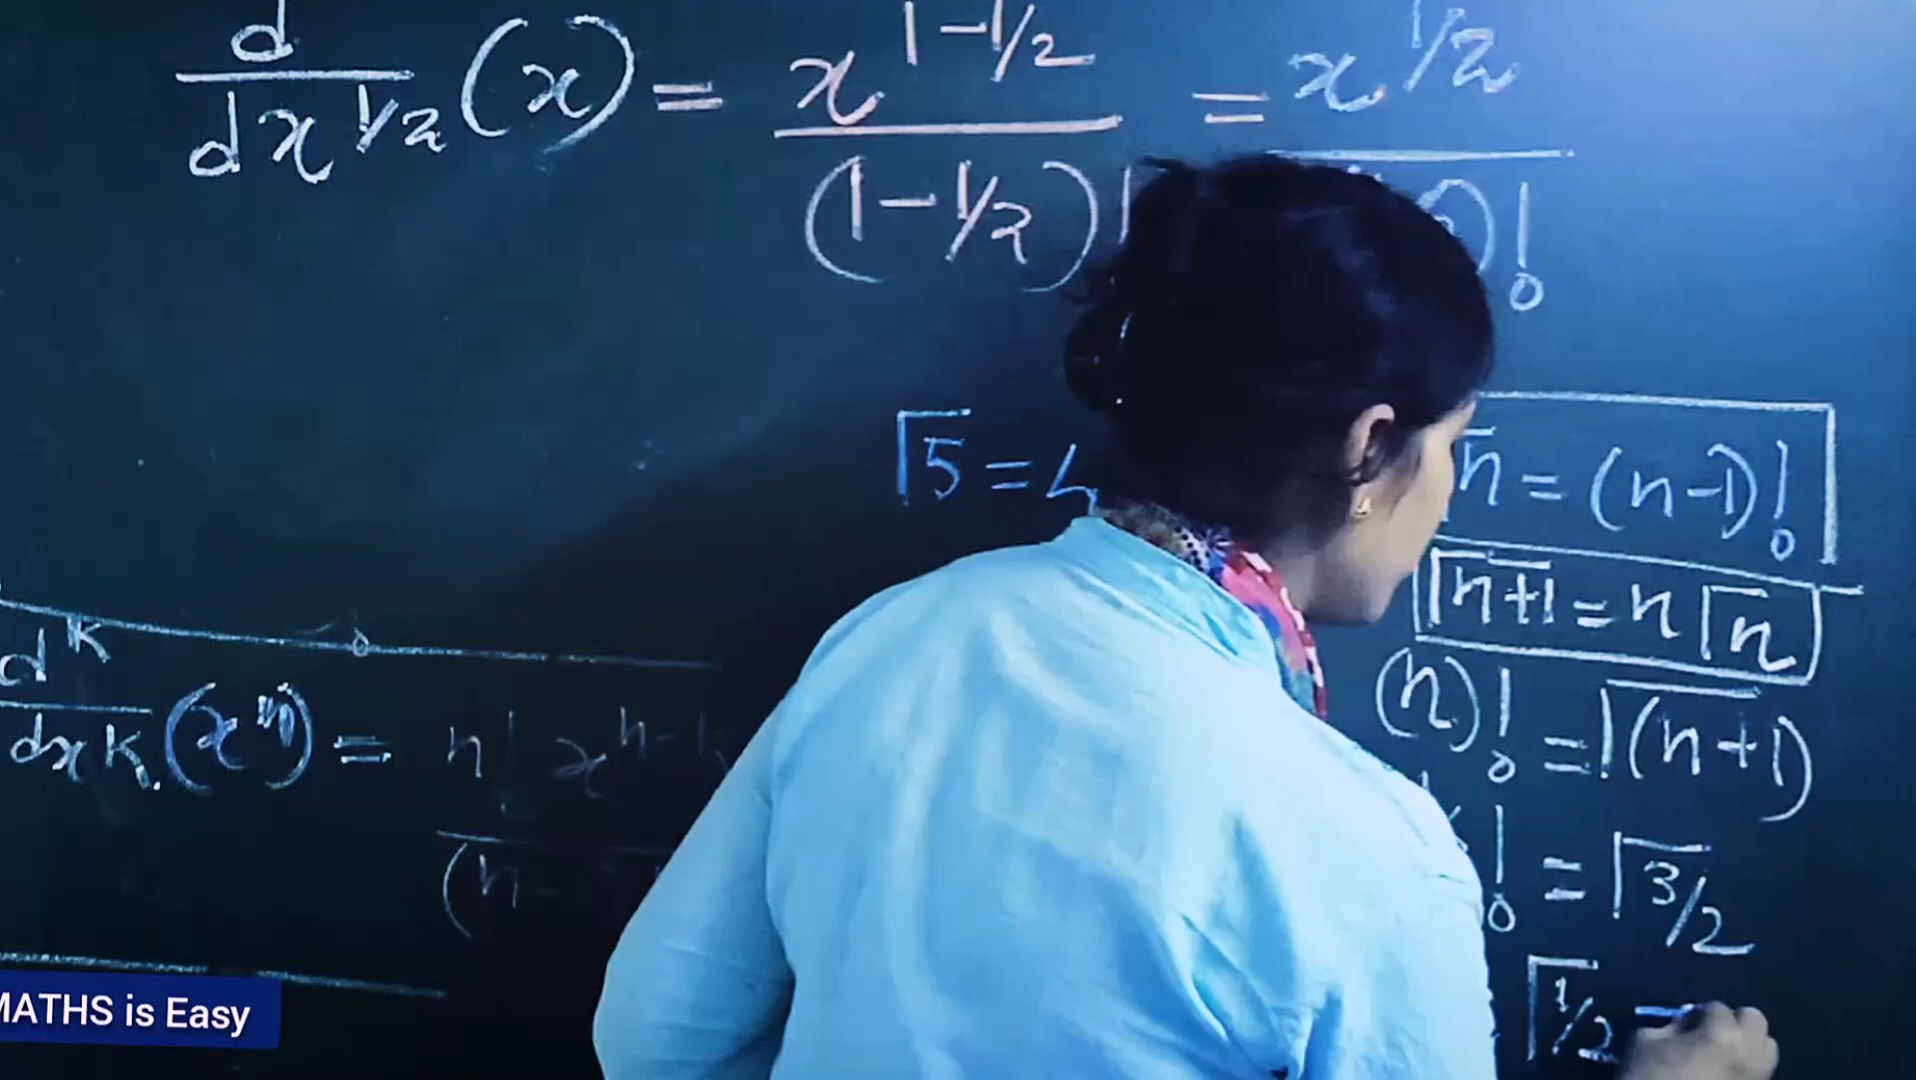 d/dx^1/2 (x) = x^1-1/2 / (1-1/2)! = x^1/2 / )!
Γ5 = 4
Γn = (n-1)!
Γn+1 = nΓn
(n)! = Γ(n+1)
! = Γ3/2
Γ1/2 =
d^k/dx^k (x^n) = n! x^n-k / (n-
MATHS is Easy